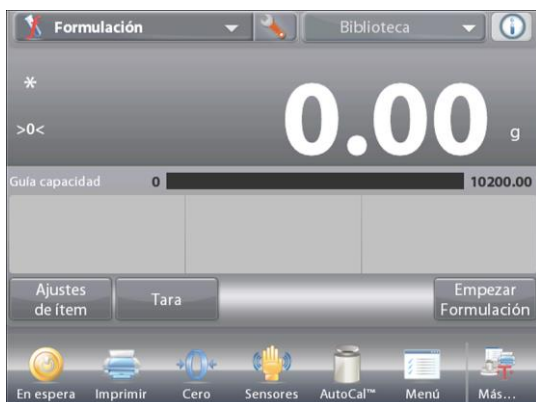 Formulación
Biblioteca
*
>0<
0.00 g
Guía capacidad 0 10200.00
Ajustes
de ítem
Tara
Empezar
Formulación
En espera Imprimir Cero Sensores AutoCal™ Menú Más...